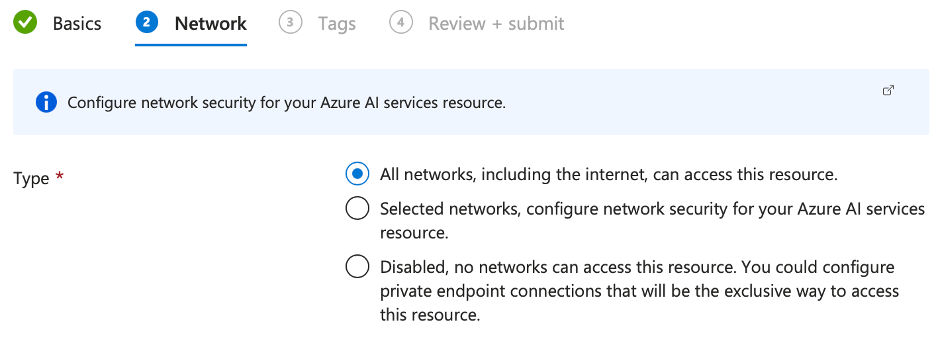 Basics 2 Network 3 Tags 4 Review + submit
Configure network security for your Azure AI services resource.
Type *
All networks, including the internet, can access this resource.
Selected networks, configure network security for your Azure AI services
resource.
Disabled, no networks can access this resource. You could configure
private endpoint connections that will be the exclusive way to access
this resource.